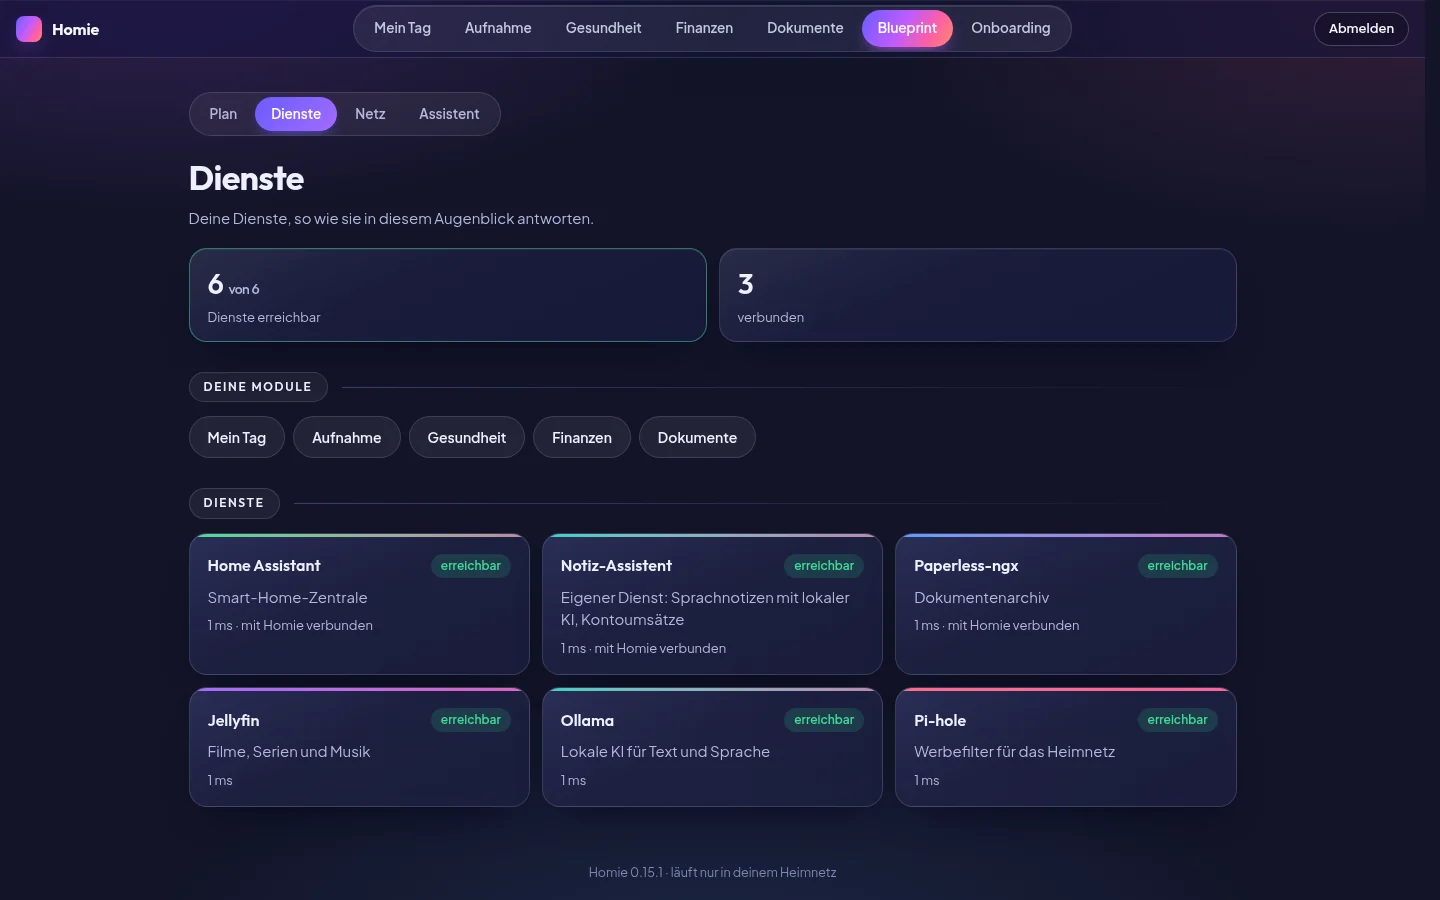 Homie
Mein Tag
Aufnahme
Gesundheit
Finanzen
Dokumente
Blueprint
Onboarding
Abmelden
Plan
Dienste
Netz
Assistent
Dienste
Deine Dienste, so wie sie in diesem Augenblick antworten.
6 von 6
Dienste erreichbar
3
verbunden
DEINE MODULE
Mein Tag
Aufnahme
Gesundheit
Finanzen
Dokumente
DIENSTE
Home Assistant
erreichbar
Smart-Home-Zentrale
1 ms · mit Homie verbunden
Notiz-Assistent
erreichbar
Eigener Dienst: Sprachnotizen mit lokaler
KI, Kontoumsätze
1 ms · mit Homie verbunden
Paperless-ngx
erreichbar
Dokumentenarchiv
1 ms · mit Homie verbunden
Jellyfin
erreichbar
Filme, Serien und Musik
1 ms
Ollama
erreichbar
Lokale KI für Text und Sprache
1 ms
Pi-hole
erreichbar
Werbefilter für das Heimnetz
1 ms
Homie 0.15.1 · läuft nur in deinem Heimnetz